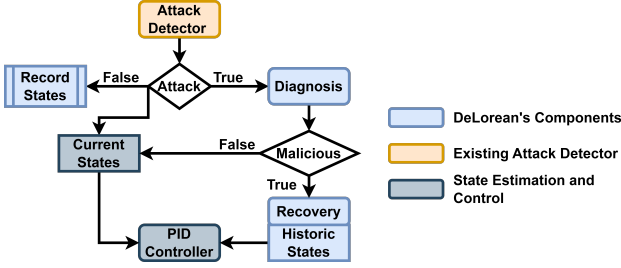 Attack
Detector
Record
States
False
Attack
True
Diagnosis
Current
States
False
Malicious
True
Recovery
Historic
States
PID
Controller
DeLorean's Components
Existing Attack Detector
State Estimation and
Control